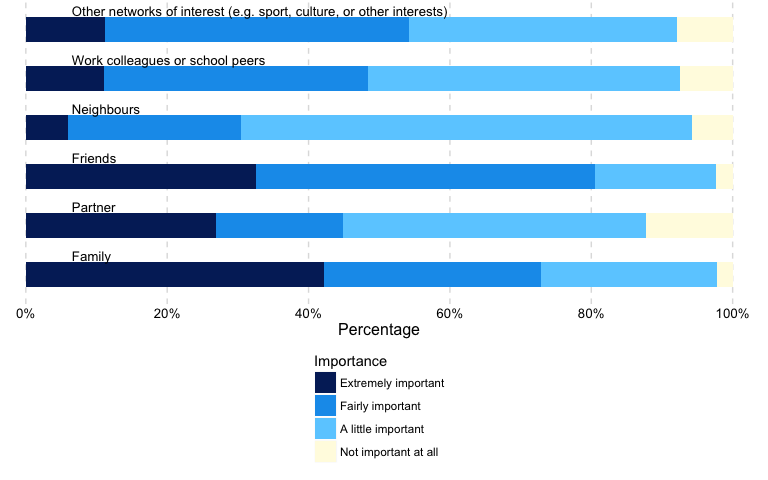 Other networks of interest (e.g. sport, culture, or other interests)
Work colleagues or school peers
Neighbours
Friends
Partner
Family
0% 20% 40% 60% 80% 100%
Percentage
Importance
Extremely important
Fairly important
A little important
Not important at all